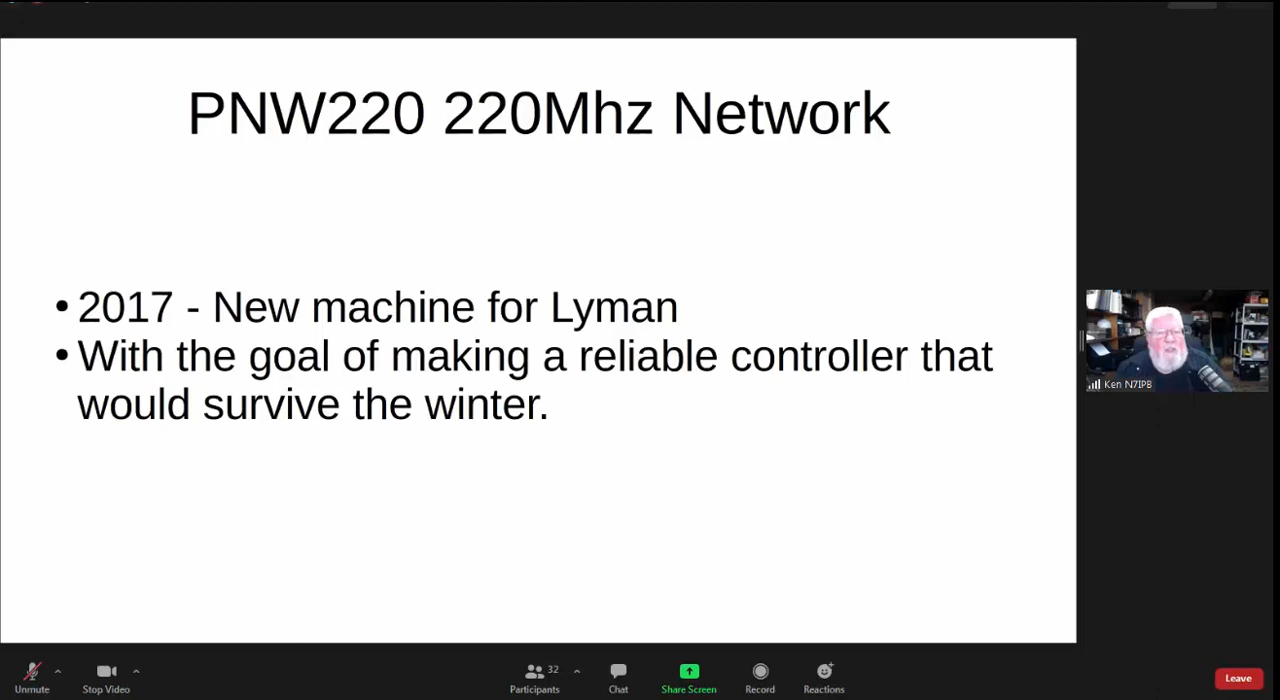 PNW220 220Mhz Network
• 2017 - New machine for Lyman
• With the goal of making a reliable controller that
would survive the winter.
Ken N7IPB
Unmute
Stop Video
32
Participants
Chat
Share Screen
Record
Reactions
Leave